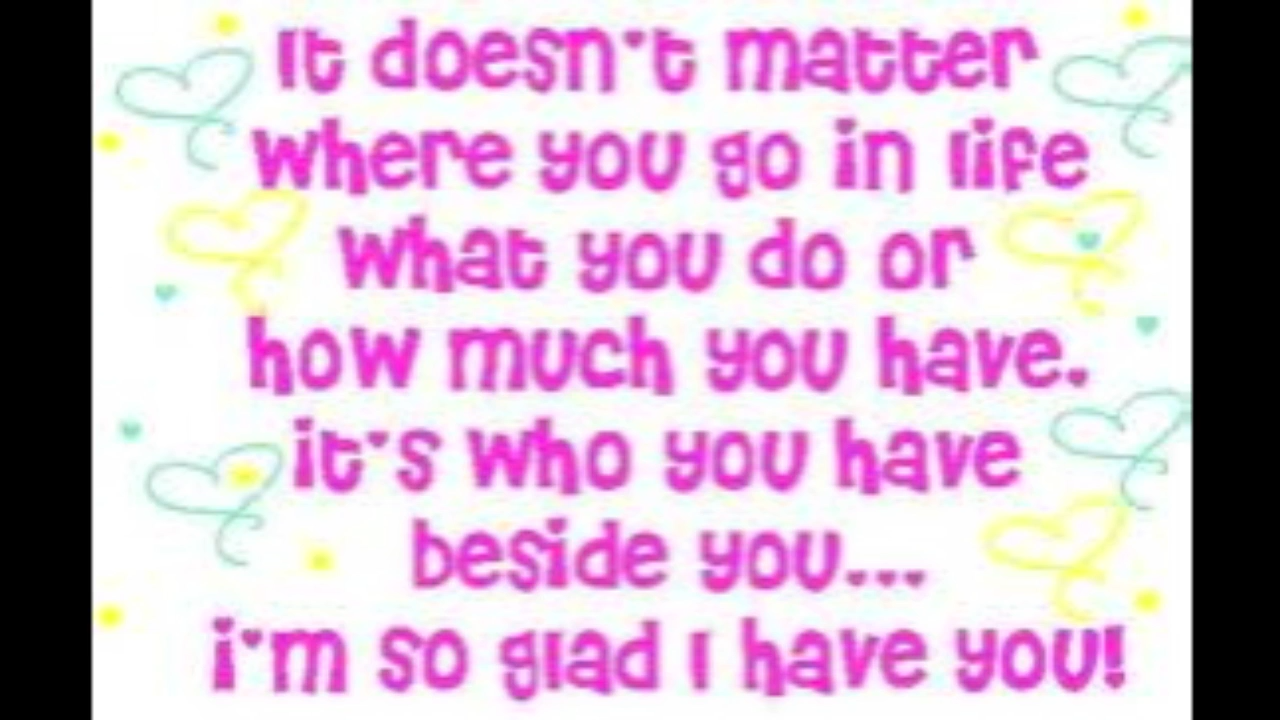 It doesn't matter
where you go in life
what you do or
how much you have.
it's who you have
beside you...
i'm so glad I have you!